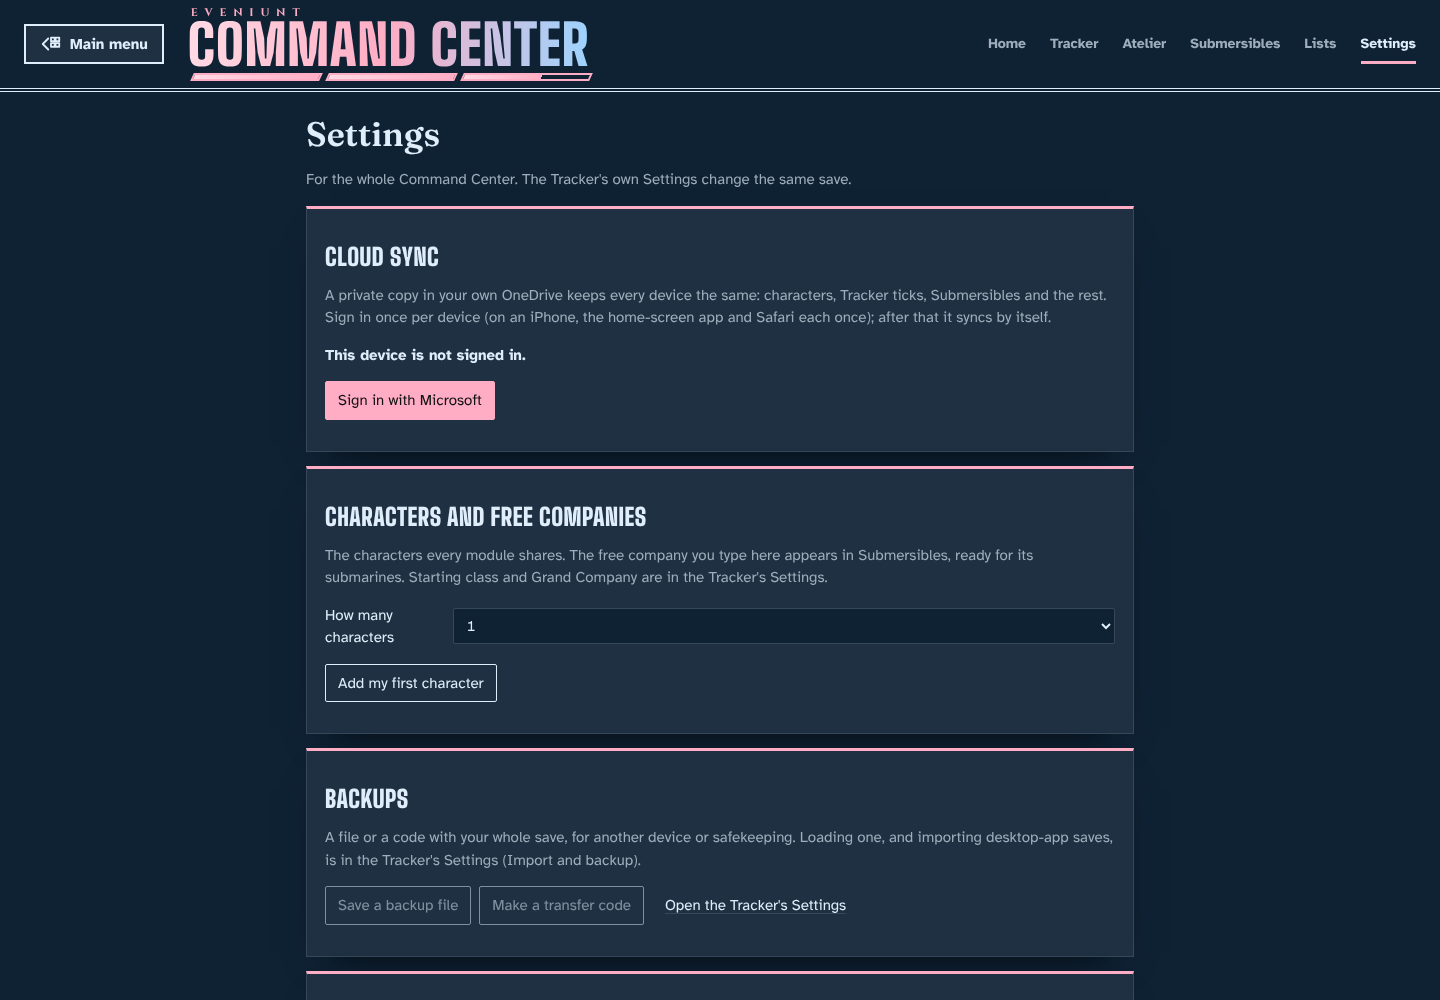 Main menu
EVENIUNT
COMMAND CENTER
Home
Tracker
Atelier
Submersibles
Lists
Settings
Settings
For the whole Command Center. The Tracker's own Settings change the same save.
CLOUD SYNC
A private copy in your own OneDrive keeps every device the same: characters, Tracker ticks, Submersibles and the rest.
Sign in once per device (on an iPhone, the home-screen app and Safari each once); after that it syncs by itself.
This device is not signed in.
Sign in with Microsoft
CHARACTERS AND FREE COMPANIES
The characters every module shares. The free company you type here appears in Submersibles, ready for its
submarines. Starting class and Grand Company are in the Tracker's Settings.
How many
characters
1
Add my first character
BACKUPS
A file or a code with your whole save, for another device or safekeeping. Loading one, and importing desktop-app saves,
is in the Tracker's Settings (Import and backup).
Save a backup file
Make a transfer code
Open the Tracker's Settings